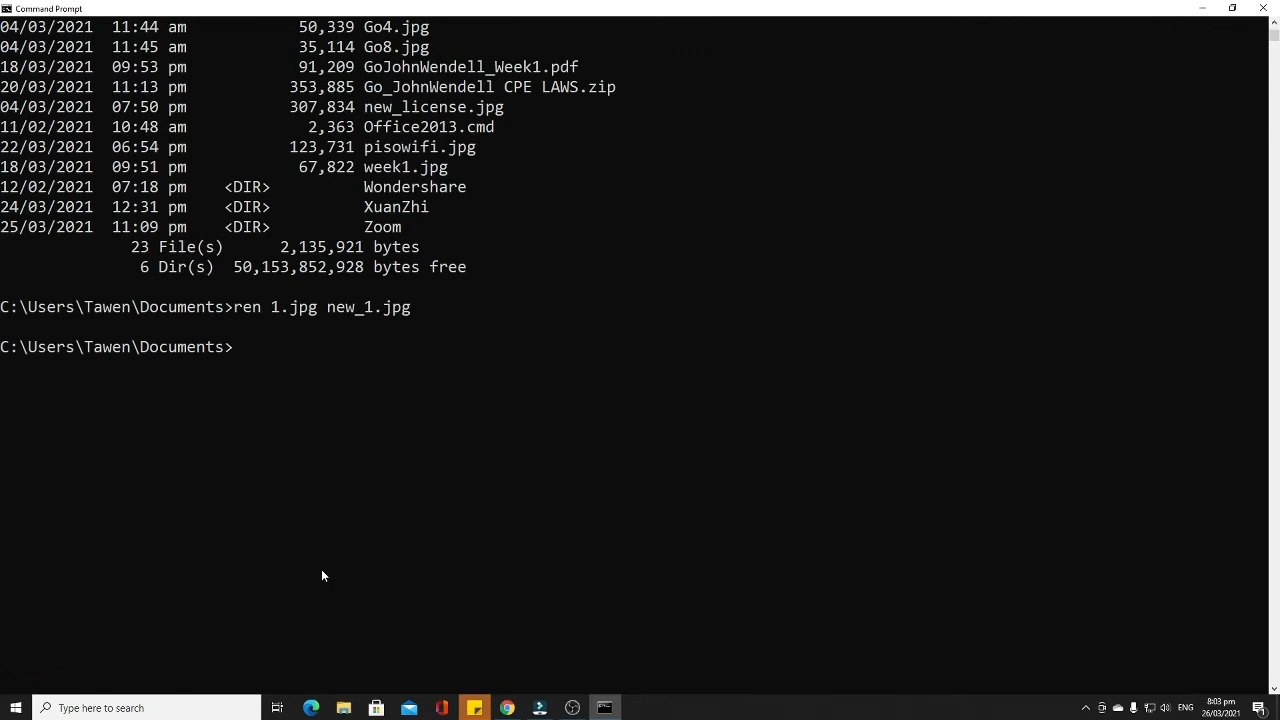 Command Prompt
04/03/2021  11:44 am            50,339 Go4.jpg
04/03/2021  11:45 am            35,114 Go8.jpg
18/03/2021  09:53 pm            91,209 GoJohnWendell_Week1.pdf
20/03/2021  11:13 pm           353,885 Go_JohnWendell CPE LAWS.zip
04/03/2021  07:50 pm           307,834 new_license.jpg
11/02/2021  10:48 am             2,363 Office2013.cmd
22/03/2021  06:54 pm           123,731 pisowifi.jpg
18/03/2021  09:51 pm            67,822 week1.jpg
12/02/2021  07:18 pm    <DIR>          Wondershare
24/03/2021  12:31 pm    <DIR>          XuanZhi
25/03/2021  11:09 pm    <DIR>          Zoom
23 File(s)      2,135,921 bytes
6 Dir(s)  50,153,852,928 bytes free
C:\Users\Tawen\Documents>ren 1.jpg new_1.jpg
C:\Users\Tawen\Documents>
Type here to search
ENG
8:03 pm
26/03/2021
1